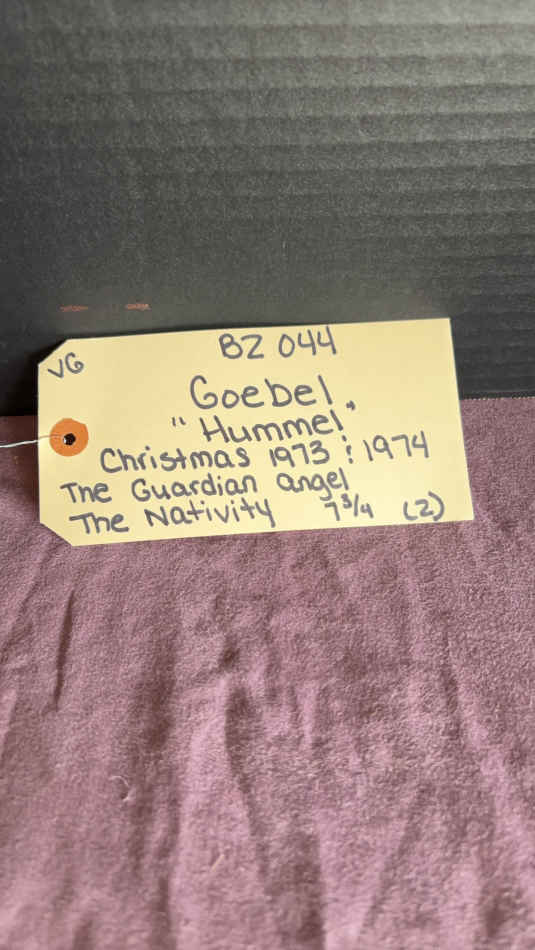 VG
BZ 044
Goebel
"Hummel"
Christmas 1973 & 1974
The Guardian angel
The Nativity 7 3/4 (2)